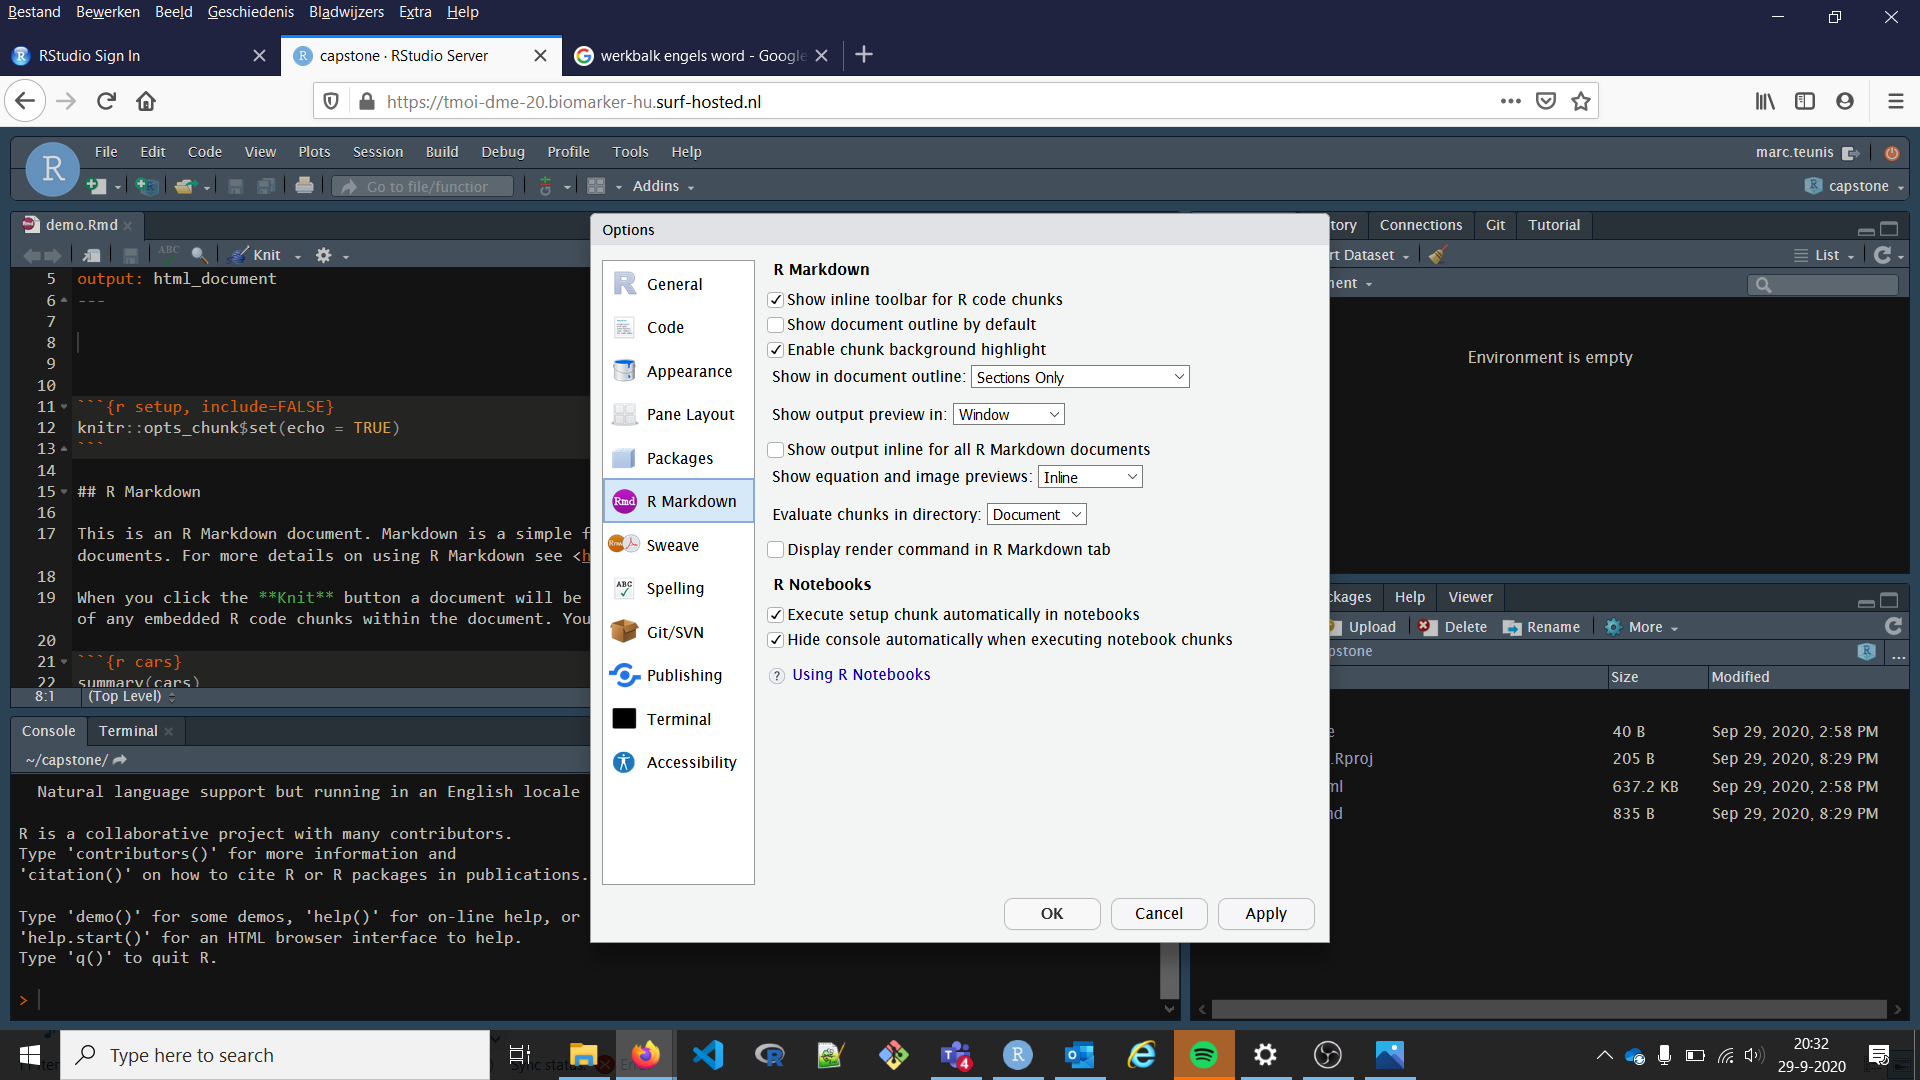 Bestand Bewerken Beeld Geschiedenis Bladwijzers Extra Help
RStudio Sign In
capstone · RStudio Server
werkbalk engels word - Google
https://tmoi-dme-20.biomarker-hu.surf-hosted.nl
File Edit Code View Plots Session Build Debug Profile Tools Help
marc.teunis
Go to file/function
Addins
capstone
demo.Rmd
Knit
5 output: html_document
6 ---
7
8
9
10
11 ```{r setup, include=FALSE}
12 knitr::opts_chunk$set(echo = TRUE)
13 ```
14
15 ## R Markdown
16
17 This is an R Markdown document. Markdown is a simple f
documents. For more details on using R Markdown see <h
18
19 When you click the **Knit** button a document will be
of any embedded R code chunks within the document. You
20
21 ```{r cars}
22 summary(cars)
8:1 (Top Level)
Console Terminal
~/capstone/
Natural language support but running in an English locale
R is a collaborative project with many contributors.
Type 'contributors()' for more information and
'citation()' on how to cite R or R packages in publications.
Type 'demo()' for some demos, 'help()' for on-line help, or
'help.start()' for an HTML browser interface to help.
Type 'q()' to quit R.
>
Options
General
Code
Appearance
Pane Layout
Packages
Rmd R Markdown
Sweave
ABC Spelling
Git/SVN
Publishing
Terminal
Accessibility
R Markdown
Show inline toolbar for R code chunks
Show document outline by default
Enable chunk background highlight
Show in document outline: Sections Only
Show output preview in: Window
Show output inline for all R Markdown documents
Show equation and image previews: Inline
Evaluate chunks in directory: Document
Display render command in R Markdown tab
R Notebooks
Execute setup chunk automatically in notebooks
Hide console automatically when executing notebook chunks
? Using R Notebooks
OK Cancel Apply
tory Connections Git Tutorial
rt Dataset
List
ment
Environment is empty
ckages Help Viewer
Upload Delete Rename More
pstone
...
Size Modified
e 40 B Sep 29, 2020, 2:58 PM
.Rproj 205 B Sep 29, 2020, 8:29 PM
ml 637.2 KB Sep 29, 2020, 2:58 PM
nd 835 B Sep 29, 2020, 8:29 PM
Type here to search
4
20:32
29-9-2020